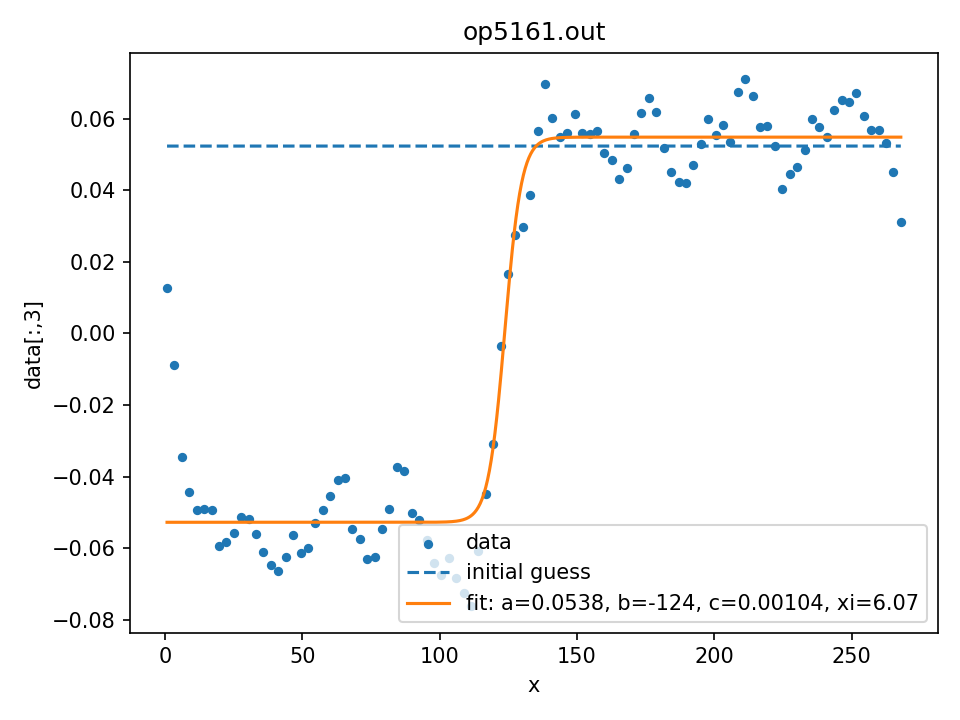 op5161.out
data[:,3]
0.06
0.04
0.02
0.00
−0.02
−0.04
−0.06
−0.08
data
initial guess
fit: a=0.0538, b=-124, c=0.00104, xi=6.07
0 50 100 150 200 250
x